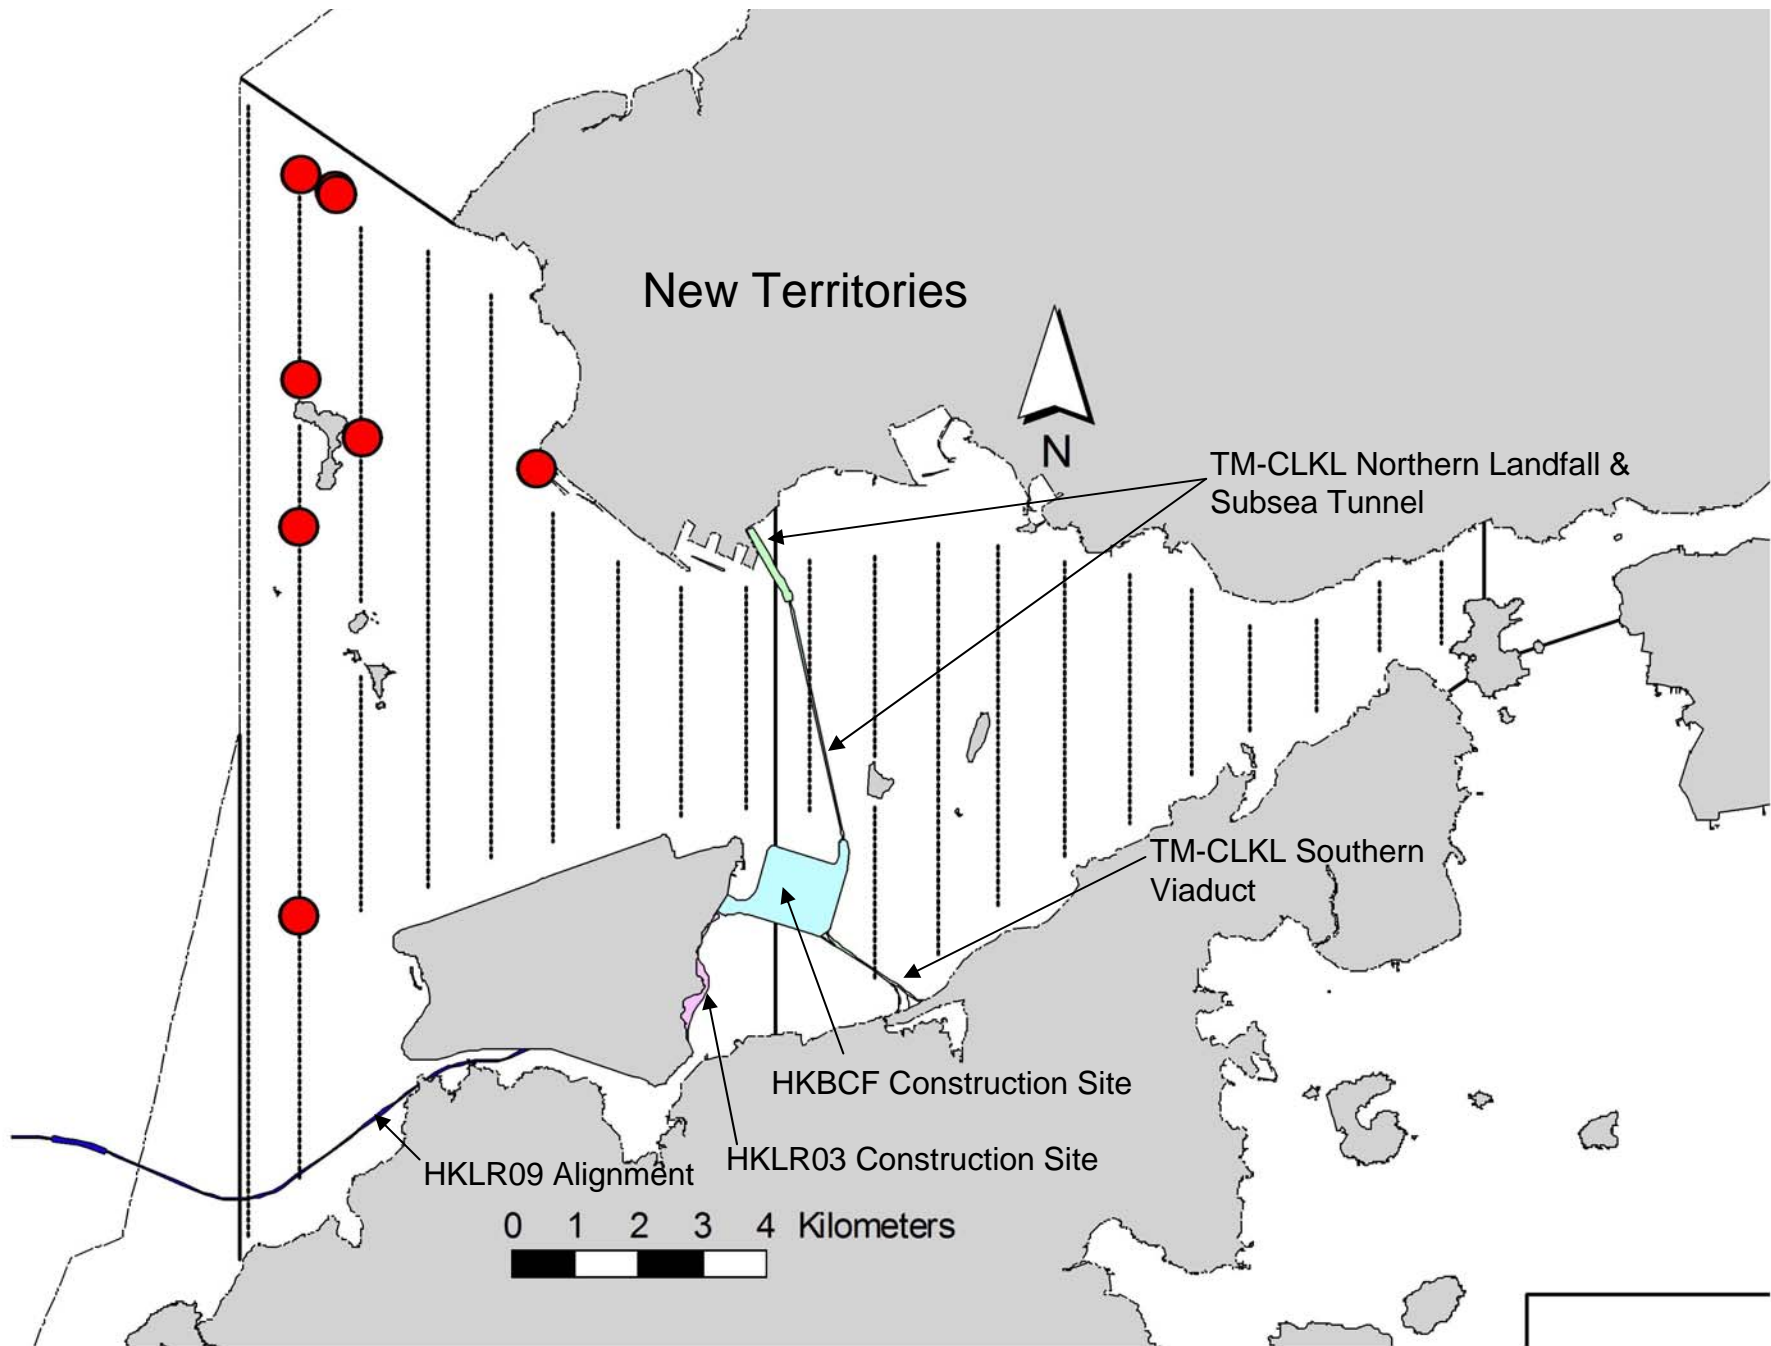 New Territories
N
TM-CLKL Northern Landfall &
Subsea Tunnel
TM-CLKL Southern
Viaduct
HKBCF Construction Site
HKLR03 Construction Site
HKLR09 Alignment
0 1 2 3 4 Kilometers